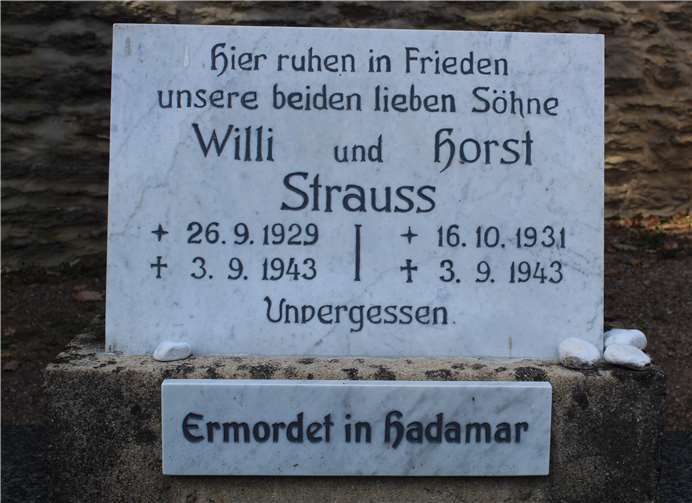 Hier ruhen in Frieden
unsere beiden lieben Söhne
Willi und Horst
Strauss
+ 26.9.1929 | + 16.10.1931
† 3.9.1943 | † 3.9.1943
Unvergessen.
Ermordet in Hadamar